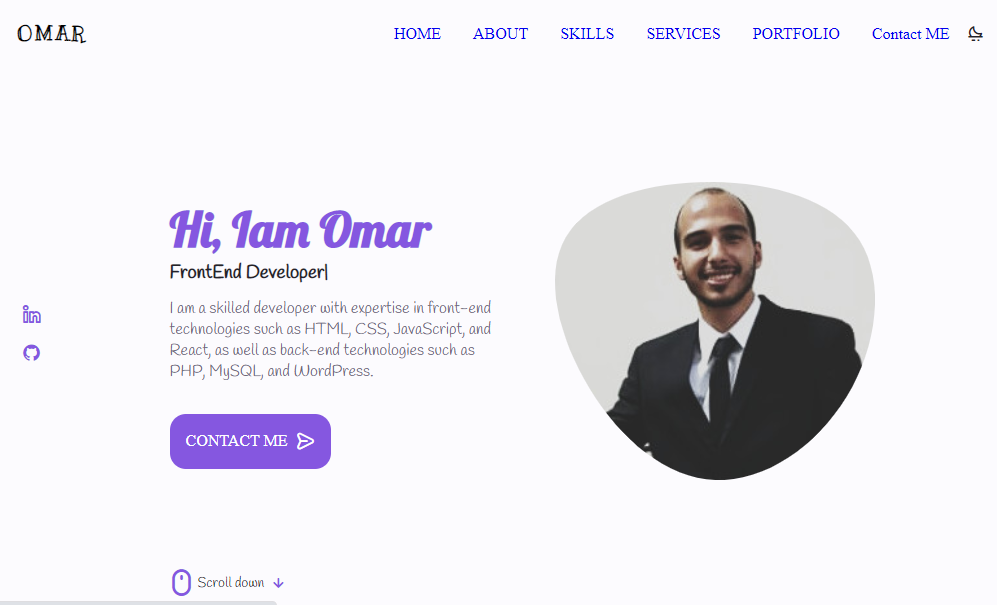 OMAR
HOME ABOUT SKILLS SERVICES PORTFOLIO Contact ME
Hi, Iam Omar
FrontEnd Developer|
I am a skilled developer with expertise in front-end
technologies such as HTML, CSS, JavaScript, and
React, as well as back-end technologies such as
PHP, MySQL, and WordPress.
CONTACT ME
Scroll down